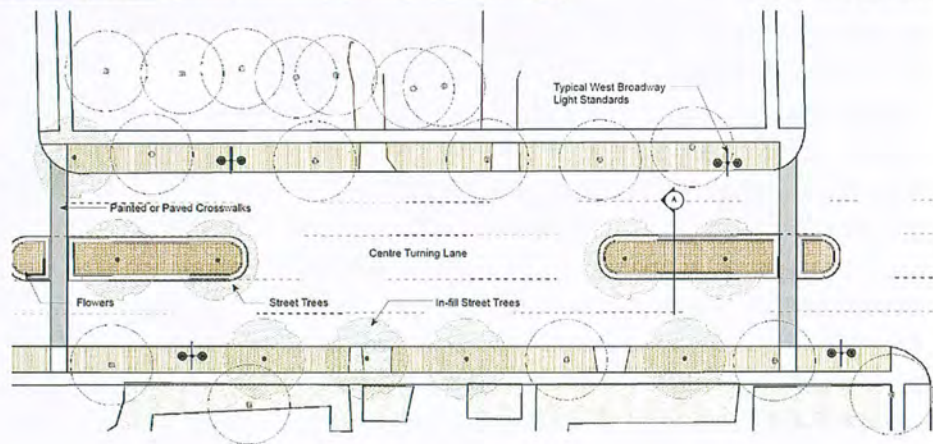 Typical West Broadway
Light Standards
Painted or Paved Crosswalks
A
Centre Turning Lane
Flowers
Street Trees
In-fill Street Trees